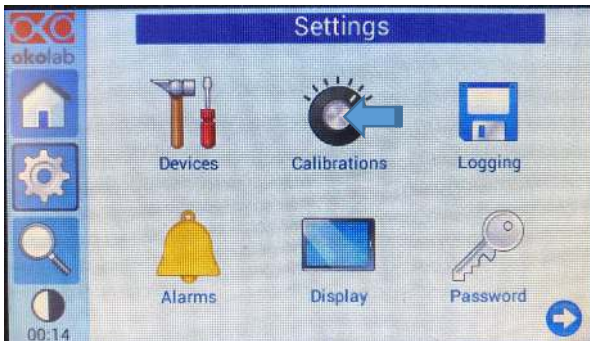 Settings
okolab
Devices
Calibrations
Logging
Alarms
Display
Password
00:14